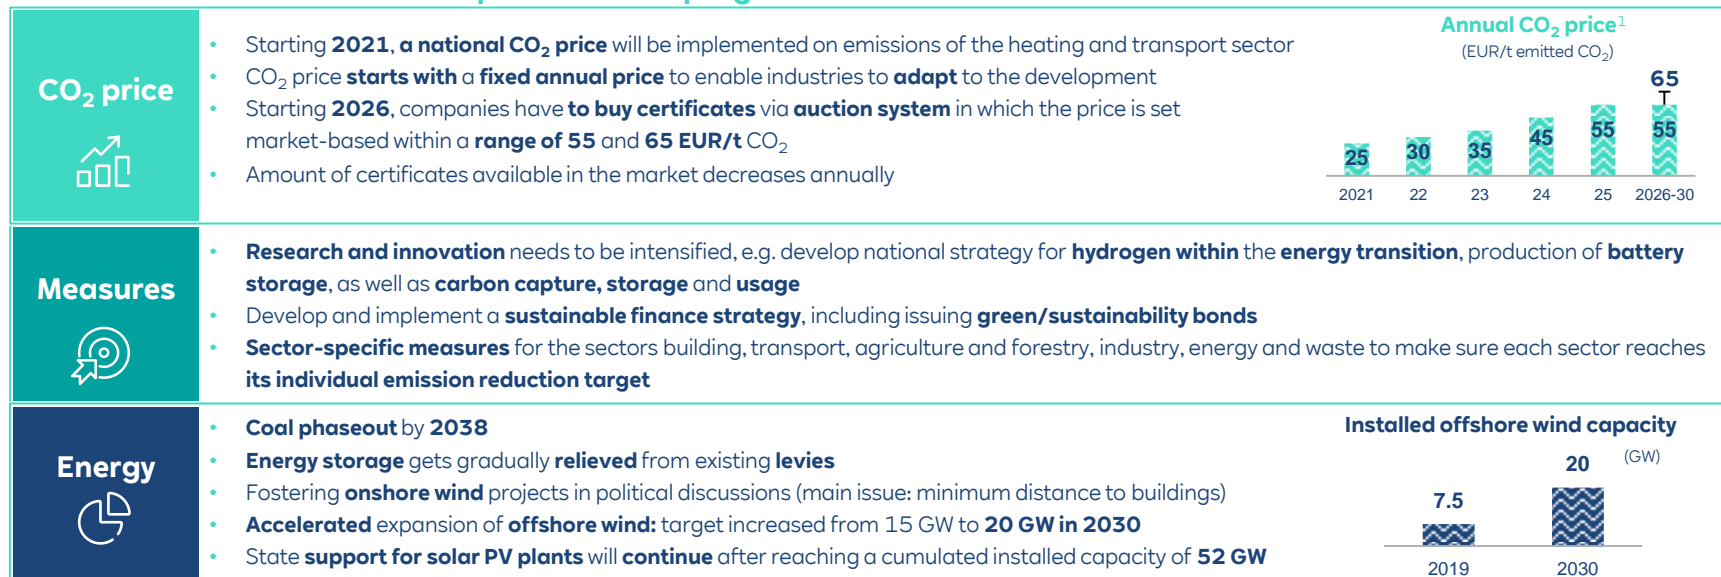 CO₂ price
• Starting 2021, a national CO₂ price will be implemented on emissions of the heating and transport sector
• CO₂ price starts with a fixed annual price to enable industries to adapt to the development
• Starting 2026, companies have to buy certificates via auction system in which the price is set
market-based within a range of 55 and 65 EUR/t CO₂
• Amount of certificates available in the market decreases annually
Annual CO₂ price¹
(EUR/t emitted CO₂)
65
25 30 35 45 55 55
2021 22 23 24 25 2026-30
Measures
• Research and innovation needs to be intensified, e.g. develop national strategy for hydrogen within the energy transition, production of battery
storage, as well as carbon capture, storage and usage
• Develop and implement a sustainable finance strategy, including issuing green/sustainability bonds
• Sector-specific measures for the sectors building, transport, agriculture and forestry, industry, energy and waste to make sure each sector reaches
its individual emission reduction target
Energy
• Coal phaseout by 2038
• Energy storage gets gradually relieved from existing levies
• Fostering onshore wind projects in political discussions (main issue: minimum distance to buildings)
• Accelerated expansion of offshore wind: target increased from 15 GW to 20 GW in 2030
• State support for solar PV plants will continue after reaching a cumulated installed capacity of 52 GW
Installed offshore wind capacity
(GW)
7.5 20
2019 2030